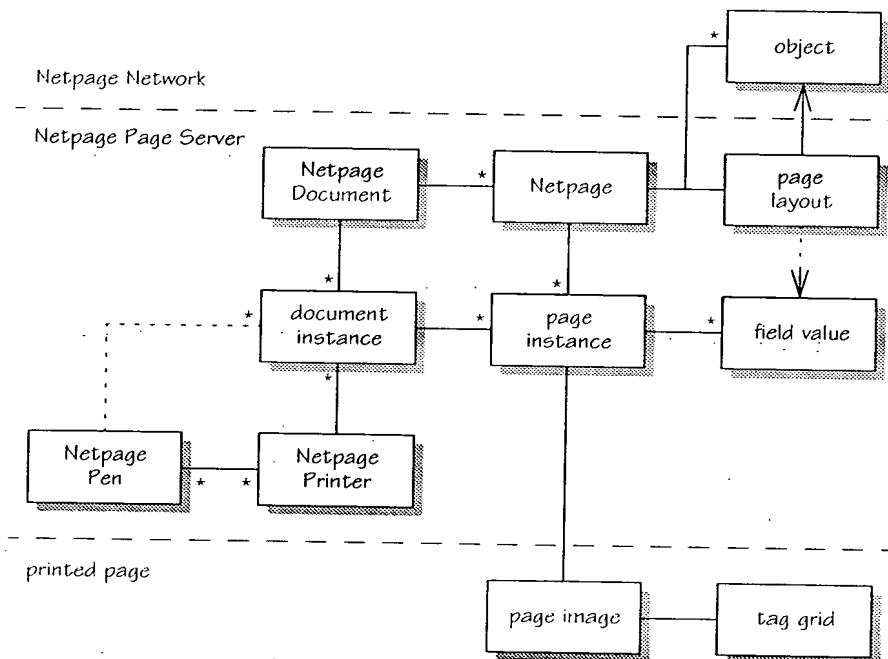 object
*
Netpage Network
Netpage Page Server
Netpage
Document
*
Netpage
page
layout
*
*
*
document
instance
*
page
instance
*
field value
*
Netpage
Pen
*
*
Netpage
Printer
printed page
page image
tag grid